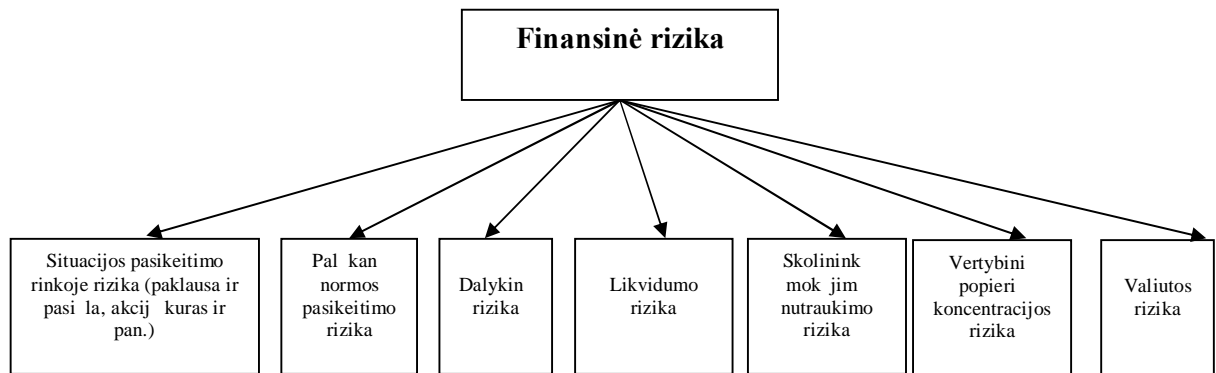 Finansinė rizika
Situacijos pasikeitimo
rinkoje rizika (paklausa ir
pasi la, akcij kuras ir
pan.)
Pal kan
normos
pasikeitimo
rizika
Dalykin
rizika
Likvidumo
rizika
Skolinink
mok jim
nutraukimo
rizika
Vertybini
popieri
koncentracijos
rizika
Valiutos
rizika